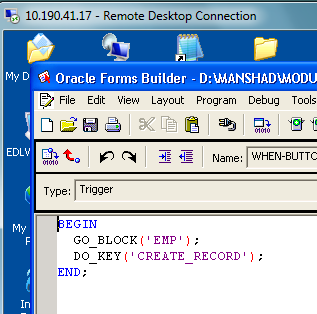 10.190.41.17 - Remote Desktop Connection
My D
Oracle Forms Builder - D:\MANSHAD\MODU
File Edit View Layout Program Debug Tools
EDLW
Name: WHEN-BUTTO
Type: Trigger
My
F
In
BEGIN
GO_BLOCK('EMP');
DO_KEY('CREATE_RECORD');
END;